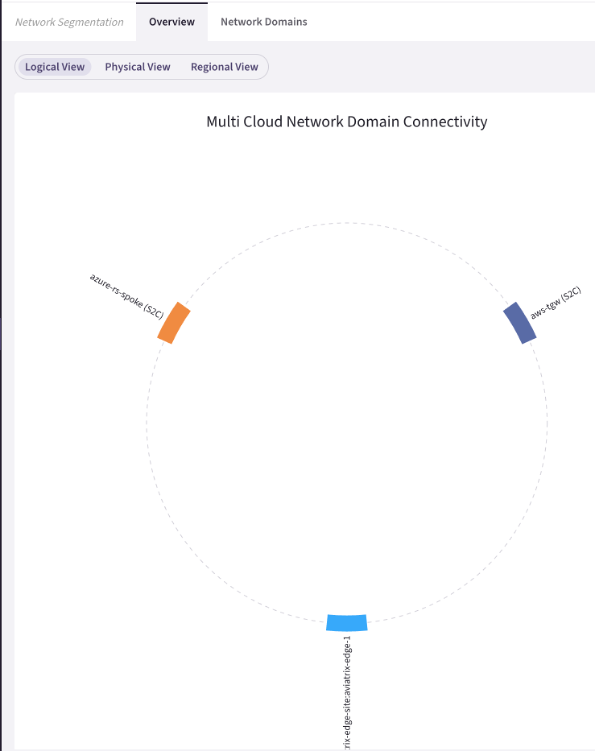 Network Segmentation
Overview
Network Domains
Logical View
Physical View
Regional View
Multi Cloud Network Domain Connectivity
azure-rs-spoke (S2C)
aws-tgw (S2C)
rix-edge-site:aviatrix-edge-1